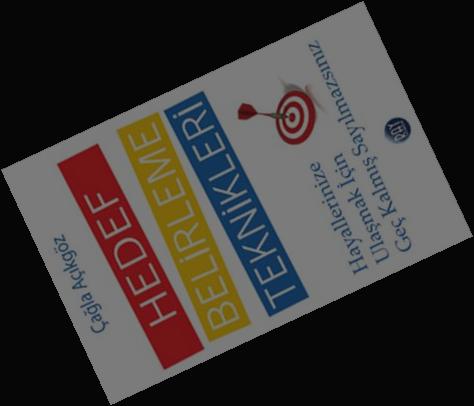 Çağla Açıkgöz
HEDEF
BELİRLEME
TEKNİKLERİ
Hayallerinize
Ulaşmak İçin
Geç Kalmış Sayılmazsınız